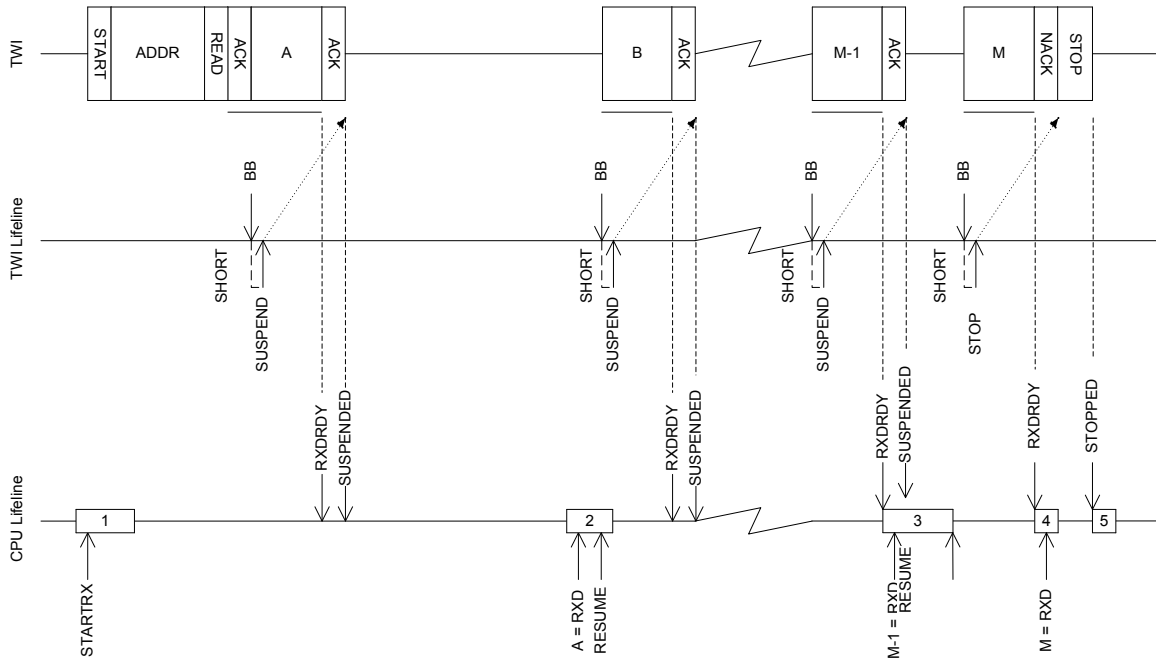 TWI
START
ADDR
READ
ACK
A
ACK
B
ACK
M-1
ACK
M
NACK
STOP
TWI Lifeline
BB
SHORT
SUSPEND
BB
SHORT
SUSPEND
BB
SHORT
SUSPEND
BB
SHORT
STOP
RXDRDY
SUSPENDED
RXDRDY
SUSPENDED
RXDRDY
SUSPENDED
RXDRDY
STOPPED
CPU Lifeline
1
2
3
4
5
STARTRX
A = RXD
RESUME
M-1 = RXD
RESUME
M = RXD